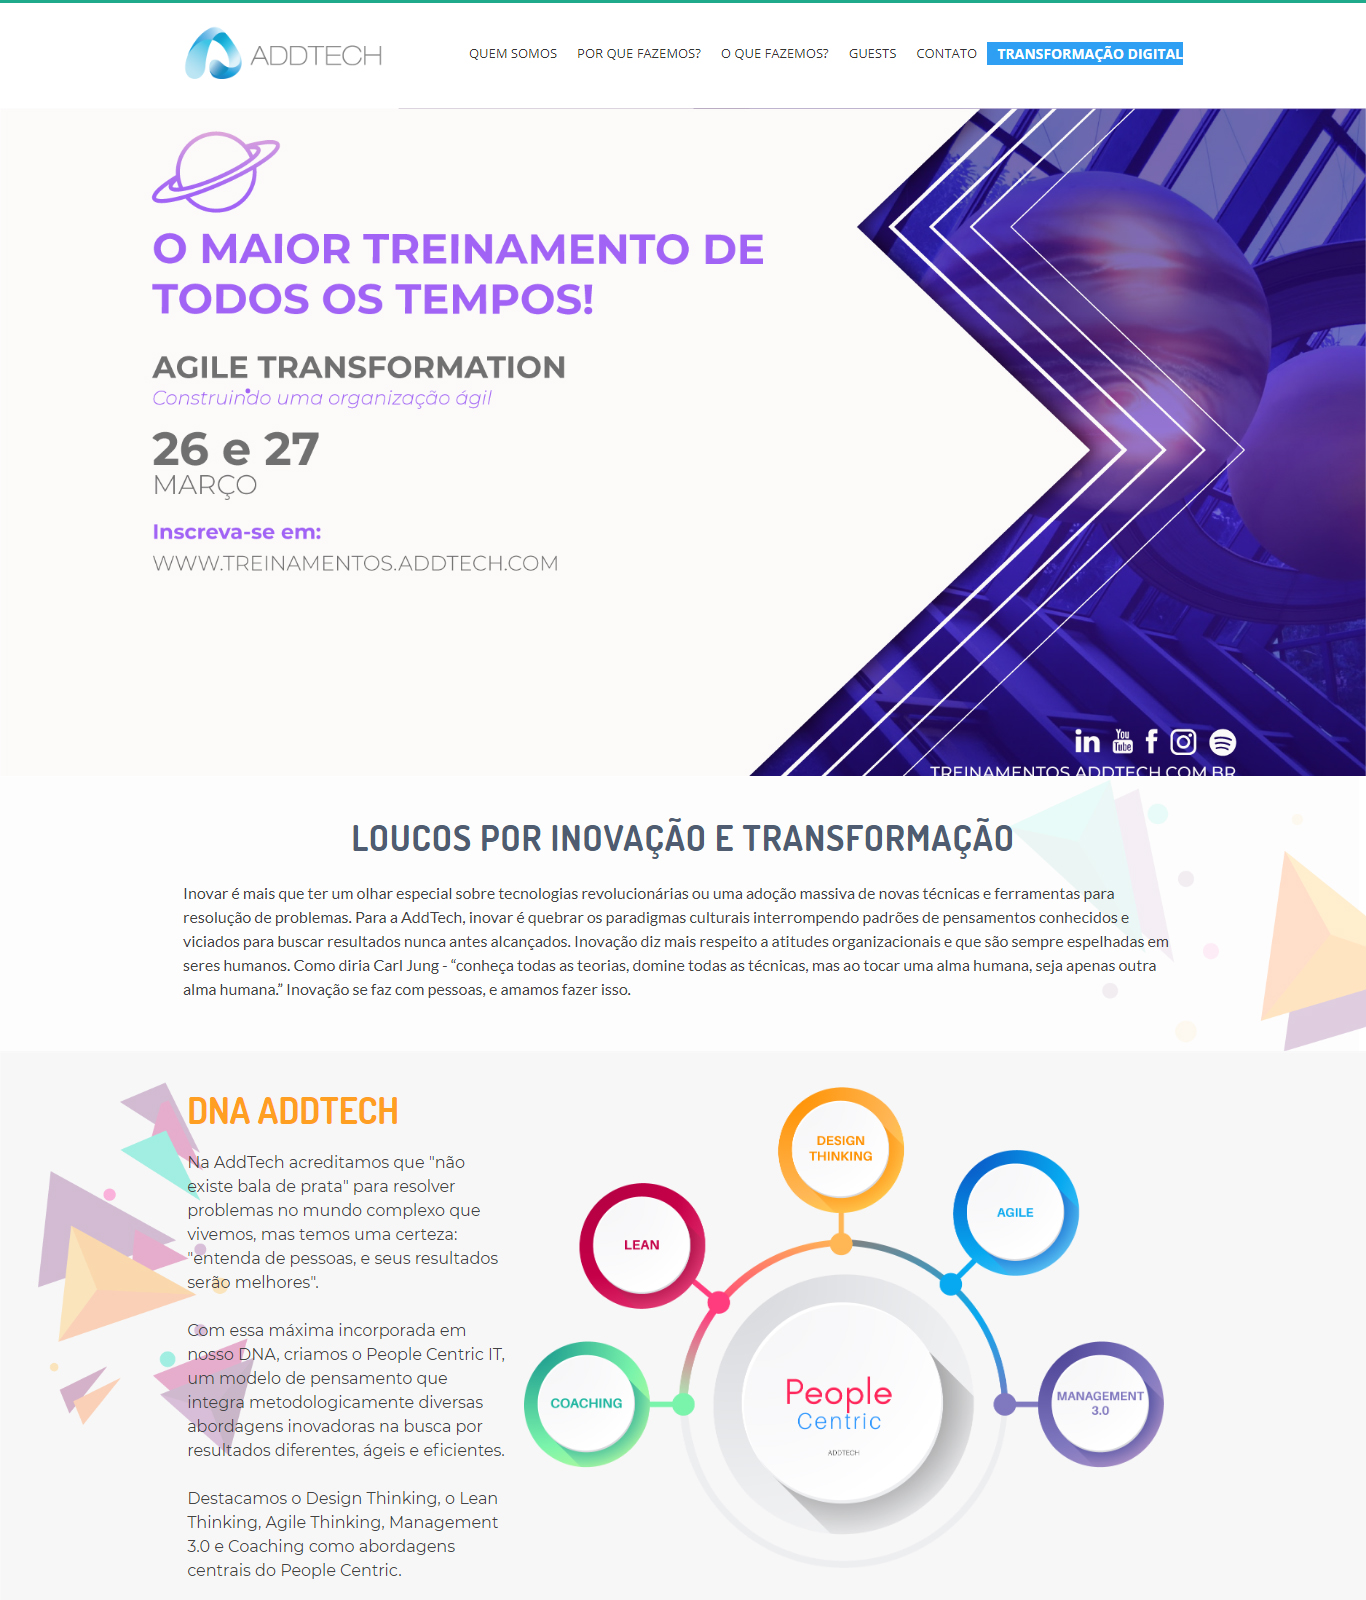 ADDTECH
QUEM SOMOS
POR QUE FAZEMOS?
O QUE FAZEMOS?
GUESTS
CONTATO
TRANSFORMAÇÃO DIGITAL
O MAIOR TREINAMENTO DE
TODOS OS TEMPOS!
AGILE TRANSFORMATION
Construindo uma organização ágil
26 e 27
MARÇO
Inscreva-se em:
WWW.TREINAMENTOS.ADDTECH.COM
in You Tube f
TREINAMENTOS.ADDTECH.COM.BR
LOUCOS POR INOVAÇÃO E TRANSFORMAÇÃO
Inovar é mais que ter um olhar especial sobre tecnologias revolucionárias ou uma adoção massiva de novas técnicas e ferramentas para
resolução de problemas. Para a AddTech, inovar é quebrar os paradigmas culturais interrompendo padrões de pensamentos conhecidos e
viciados para buscar resultados nunca antes alcançados. Inovação diz mais respeito a atitudes organizacionais e que são sempre espelhadas em
seres humanos. Como diria Carl Jung - “conheça todas as teorias, domine todas as técnicas, mas ao tocar uma alma humana, seja apenas outra
alma humana.” Inovação se faz com pessoas, e amamos fazer isso.
DNA ADDTECH
Na AddTech acreditamos que "não
existe bala de prata" para resolver
problemas no mundo complexo que
vivemos, mas temos uma certeza:
"entenda de pessoas, e seus resultados
serão melhores".
Com essa máxima incorporada em
nosso DNA, criamos o People Centric IT,
um modelo de pensamento que
integra metodologicamente diversas
abordagens inovadoras na busca por
resultados diferentes, ágeis e eficientes.
Destacamos o Design Thinking, o Lean
Thinking, Agile Thinking, Management
3.0 e Coaching como abordagens
centrais do People Centric.
DESIGN
THINKING
AGILE
LEAN
COACHING
MANAGEMENT
3.0
People
Centric
ADDTECH